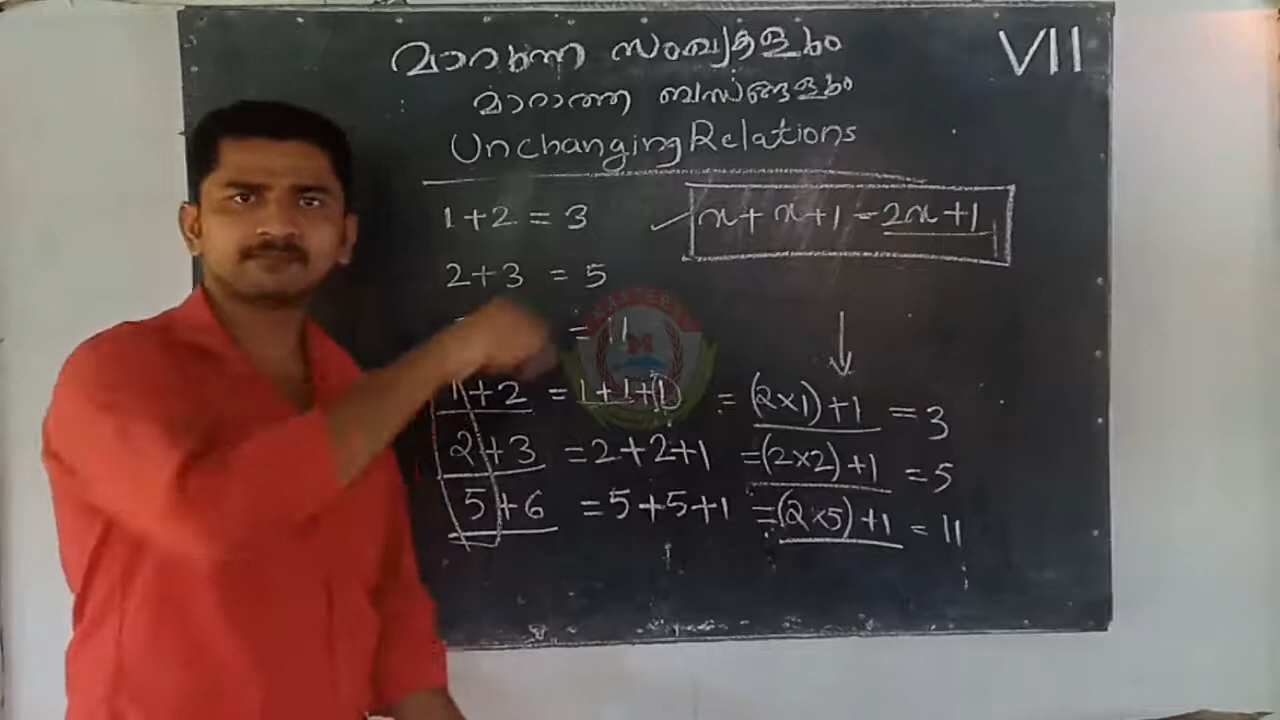 മാറുന്ന സംഖ്യകളും
VII
മാറാത്ത ബന്ധങ്ങളും
Unchanging Relations
1+2 = 3
x + x+1 = 2x+1
2+3 = 5
= 11
1+2 = 1+1+1 = (2×1)+1 = 3
2+3 = 2+2+1 = (2×2)+1 = 5
5+6 = 5+5+1 = (2×5)+1 = 11